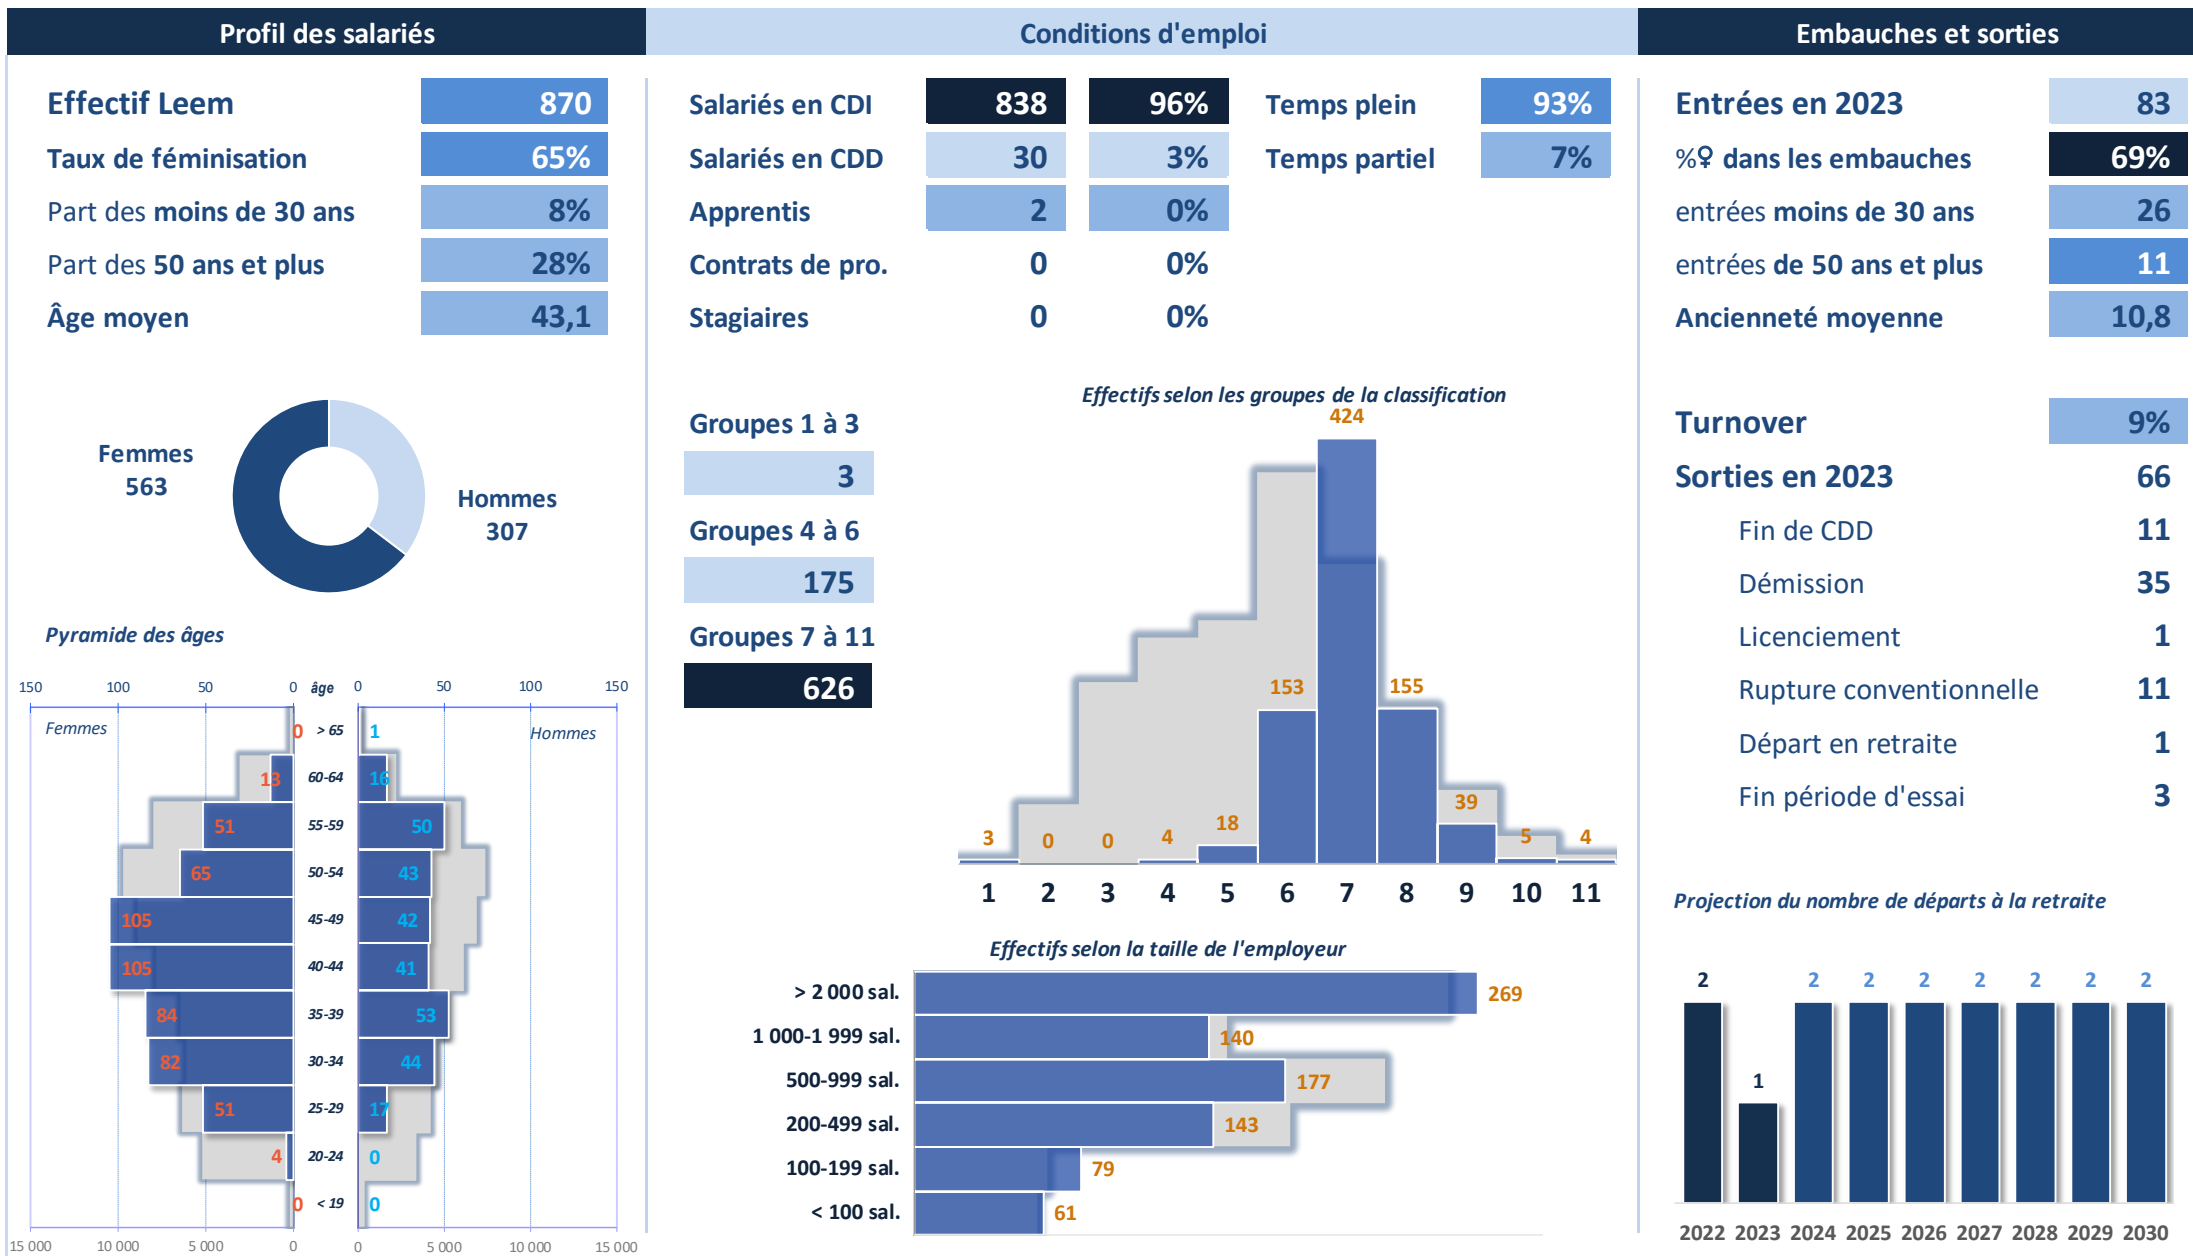 Profil des salariés
Effectif Leem 870
Taux de féminisation 65%
Part des moins de 30 ans 8%
Part des 50 ans et plus 28%
Âge moyen 43,1
Femmes
563
Hommes
307
Pyramide des âges
150 100 50 0 âge 0 50 100 150
Femmes Hommes
0 > 65 1
13 60-64 16
51 55-59 50
65 50-54 43
105 45-49 42
105 40-44 41
84 35-39 53
82 30-34 44
51 25-29 17
4 20-24 0
0 < 19 0
15 000 10 000 5 000 0 0 5 000 10 000 15 000
Conditions d'emploi
Salariés en CDI 838 96% Temps plein 93%
Salariés en CDD 30 3% Temps partiel 7%
Apprentis 2 0%
Contrats de pro. 0 0%
Stagiaires 0 0%
Groupes 1 à 3
3
Groupes 4 à 6
175
Groupes 7 à 11
626
Effectifs selon les groupes de la classification
3 0 0 4 18 153 424 155 39 5 4
1 2 3 4 5 6 7 8 9 10 11
Effectifs selon la taille de l'employeur
> 2 000 sal. 269
1 000-1 999 sal. 140
500-999 sal. 177
200-499 sal. 143
100-199 sal. 79
< 100 sal. 61
Embauches et sorties
Entrées en 2023 83
%♀ dans les embauches 69%
entrées moins de 30 ans 26
entrées de 50 ans et plus 11
Ancienneté moyenne 10,8
Turnover 9%
Sorties en 2023 66
Fin de CDD 11
Démission 35
Licenciement 1
Rupture conventionnelle 11
Départ en retraite 1
Fin période d'essai 3
Projection du nombre de départs à la retraite
2 1 2 2 2 2 2 2 2
2022 2023 2024 2025 2026 2027 2028 2029 2030